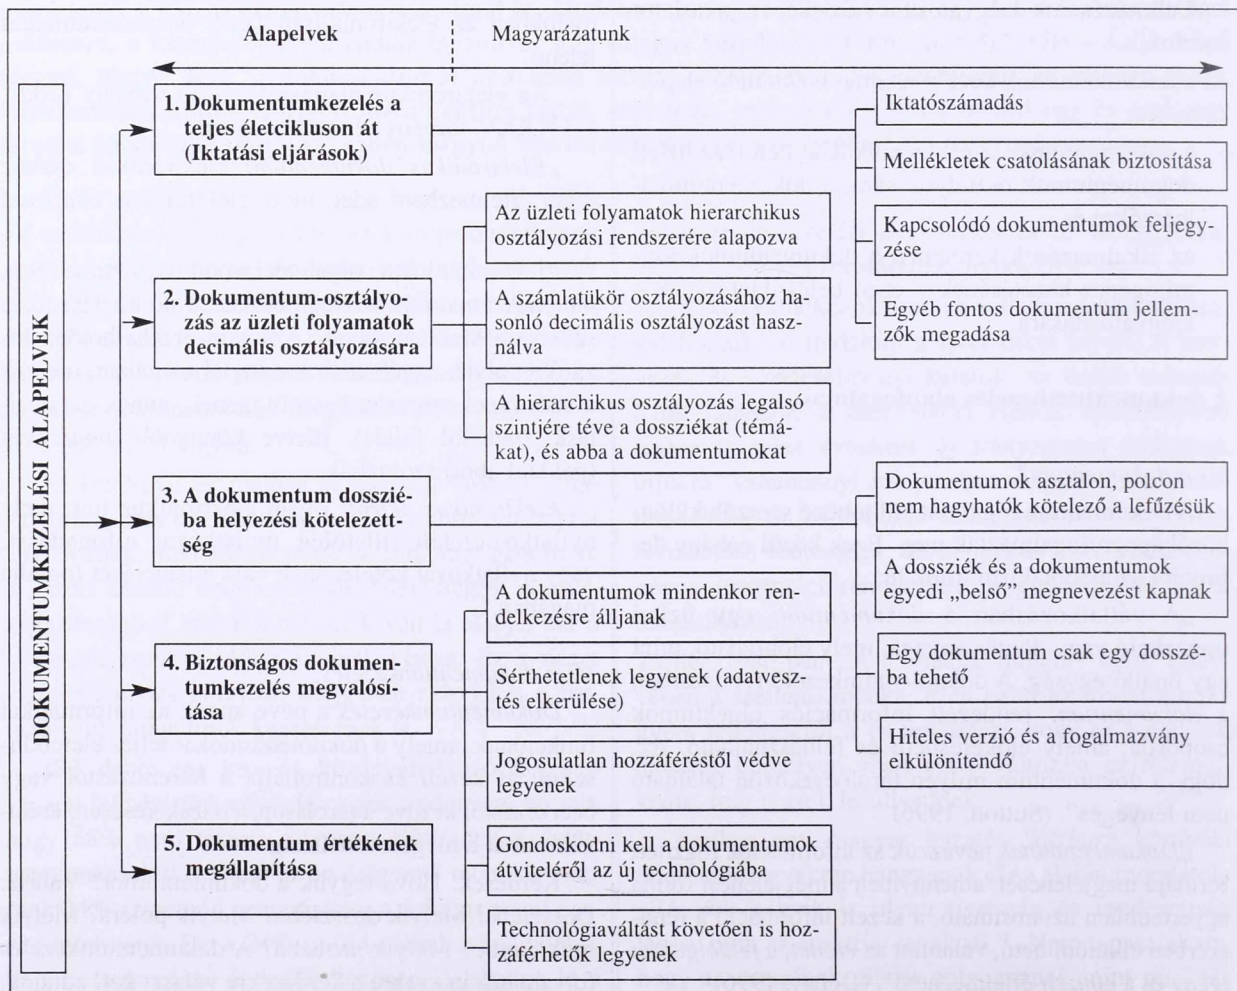 Alapelvek
Magyarázatunk
DOKUMENTUMKEZELÉSI ALAPELVEK
1. Dokumentumkezelés a
teljes életcikluson át
(Iktatási eljárások)
Iktatószámadás
Mellékletek csatolásának biztosítása
Kapcsolódó dokumentumok feljegy-
zése
Egyéb fontos dokumentum jellem-
zők megadása
2. Dokumentum-osztályo-
zás az üzleti folyamatok
decimális osztályozására
Az üzleti folyamatok hierarchikus
osztályozási rendszerére alapozva
A számlatükör osztályozásához ha-
sonló decimális osztályozást hasz-
nálva
A hierarchikus osztályozás legalsó
szintjére téve a dossziékat (témá-
kat), és abba a dokumentumokat
3. A dokumentum dosszié-
ba helyezési kötelezett-
ség
Dokumentumok asztalon, polcon
nem hagyhatók kötelező a lefűzésük
A dossziék és a dokumentumok
egyedi „belső” megnevezést kapnak
Egy dokumentum csak egy dosszé-
ba tehető
Hiteles verzió és a fogalmazvány
elkülönítendő
4. Biztonságos dokumen-
tumkezelés megvalósí-
tása
A dokumentumok mindenkor ren-
delkezésre álljanak
Sérthetetlenek legyenek (adatvesz-
tés elkerülése)
Jogosulatlan hozzáféréstől védve
legyenek
5. Dokumentum értékének
megállapítása
Gondoskodni kell a dokumentumok
átviteléről az új technológiába
Technológiaváltást követően is hoz-
záférhetők legyenek